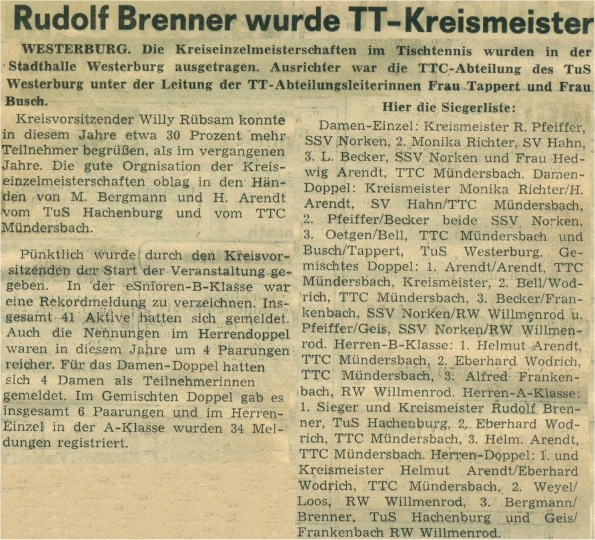 Rudolf Brenner wurde TT-Kreismeister
WESTERBURG. Die Kreiseinzelmeisterschaften im Tischtennis wurden in der
Stadthalle Westerburg ausgetragen. Ausrichter war die TTC-Abteilung des TuS
Westerburg unter der Leitung der TT-Abteilungsleiterinnen Frau Tappert und Frau
Busch.
Kreisvorsitzender Willy Rübsam konnte
in diesem Jahre etwa 30 Prozent mehr
Teilnehmer begrüßen, als im vergangenen
Jahre. Die gute Orgnisation der Kreis-
einzelmeisterschaften oblag in den Hän-
den von M. Bergmann und H. Arendt
vom TuS Hachenburg und vom TTC
Mündersbach.
Pünktlich wurde durch den Kreisvor-
sitzenden der Start der Veranstaltung ge-
geben. In der eSnioren-B-Klasse war
eine Rekordmeldung zu verzeichnen. Ins-
gesamt 41 Aktive hatten sich gemeldet.
Auch die Nennungen im Herrendoppel
waren in diesem Jahre um 4 Paarungen
reicher. Für das Damen-Doppel hatten
sich 4 Damen als Teilnehmerinnen
gemeldet. Im Gemischten Doppel gab es
insgesamt 6 Paarungen und im Herren-
Einzel in der A-Klasse wurden 34 Mel-
dungen registriert.
Hier die Siegerliste:
Damen-Einzel: Kreismeister R. Pfeiffer,
SSV Norken, 2. Monika Richter, SV Hahn,
3. L. Becker, SSV Norken und Frau Hed-
wig Arendt, TTC Mündersbach. Damen-
Doppel: Kreismeister Monika Richter/H.
Arendt, SV Hahn/TTC Mündersbach,
2. Pfeiffer/Becker beide SSV Norken,
3. Oetgen/Bell, TTC Mündersbach und
Busch/Tappert, TuS Westerburg. Ge-
mischtes Doppel: 1. Arendt/Arendt, TTC
Mündersbach, Kreismeister, 2. Bell/Wod-
rich, TTC Mündersbach, 3. Becker/Fran-
kenbach, SSV Norken/RW Willmenrod u.
Pfeiffer/Geis, SSV Norken/RW Willmen-
rod. Herren-B-Klasse: 1. Helmut Arendt,
TTC Mündersbach, 2. Eberhard Wodrich,
TTC Mündersbach, 3. Alfred Franken-
bach, RW Willmenrod. Herren-A-Klasse:
1. Sieger und Kreismeister Rudolf Bren-
ner, TuS Hachenburg, 2. Eberhard Wod-
rich, TTC Mündersbach, 3. Helm. Arendt,
TTC Mündersbach. Herren-Doppel: 1. und
Kreismeister Helmut Arendt/Eberhard
Wodrich, TTC Mündersbach, 2. Weyel/
Loos, RW Willmenrod, 3. Bergmann/
Brenner, TuS Hachenburg und Geis/
Frankenbach RW Willmenrod.